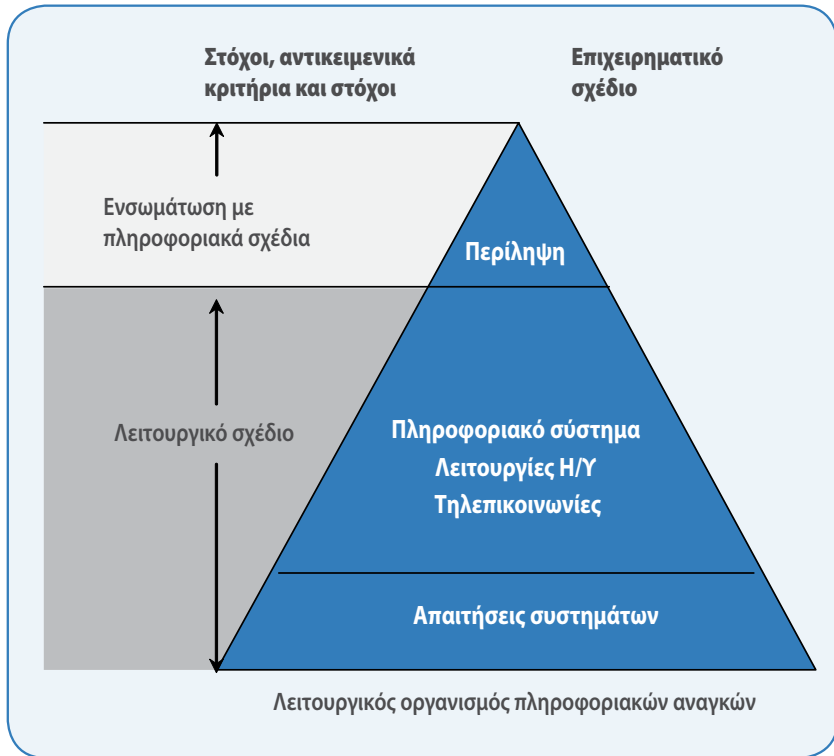 Στόχοι, αντικειμενικά
κριτήρια και στόχοι
Επιχειρηματικό
σχέδιο
Ενσωμάτωση με
πληροφοριακά σχέδια
Περίληψη
Λειτουργικό σχέδιο
Πληροφοριακό σύστημα
Λειτουργίες Η/Υ
Τηλεπικοινωνίες
Απαιτήσεις συστημάτων
Λειτουργικός οργανισμός πληροφοριακών αναγκών